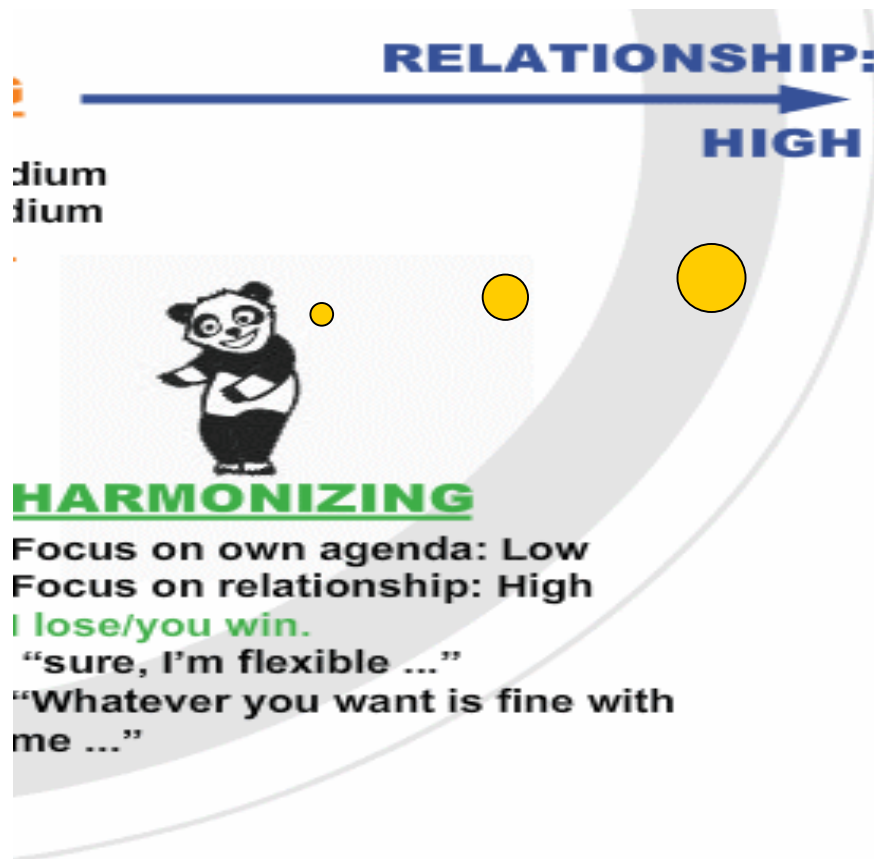 RELATIONSHIP:
HIGH
dium
dium
HARMONIZING
Focus on own agenda: Low
Focus on relationship: High
I lose/you win.
“sure, I’m flexible ...”
“Whatever you want is fine with
me ...”